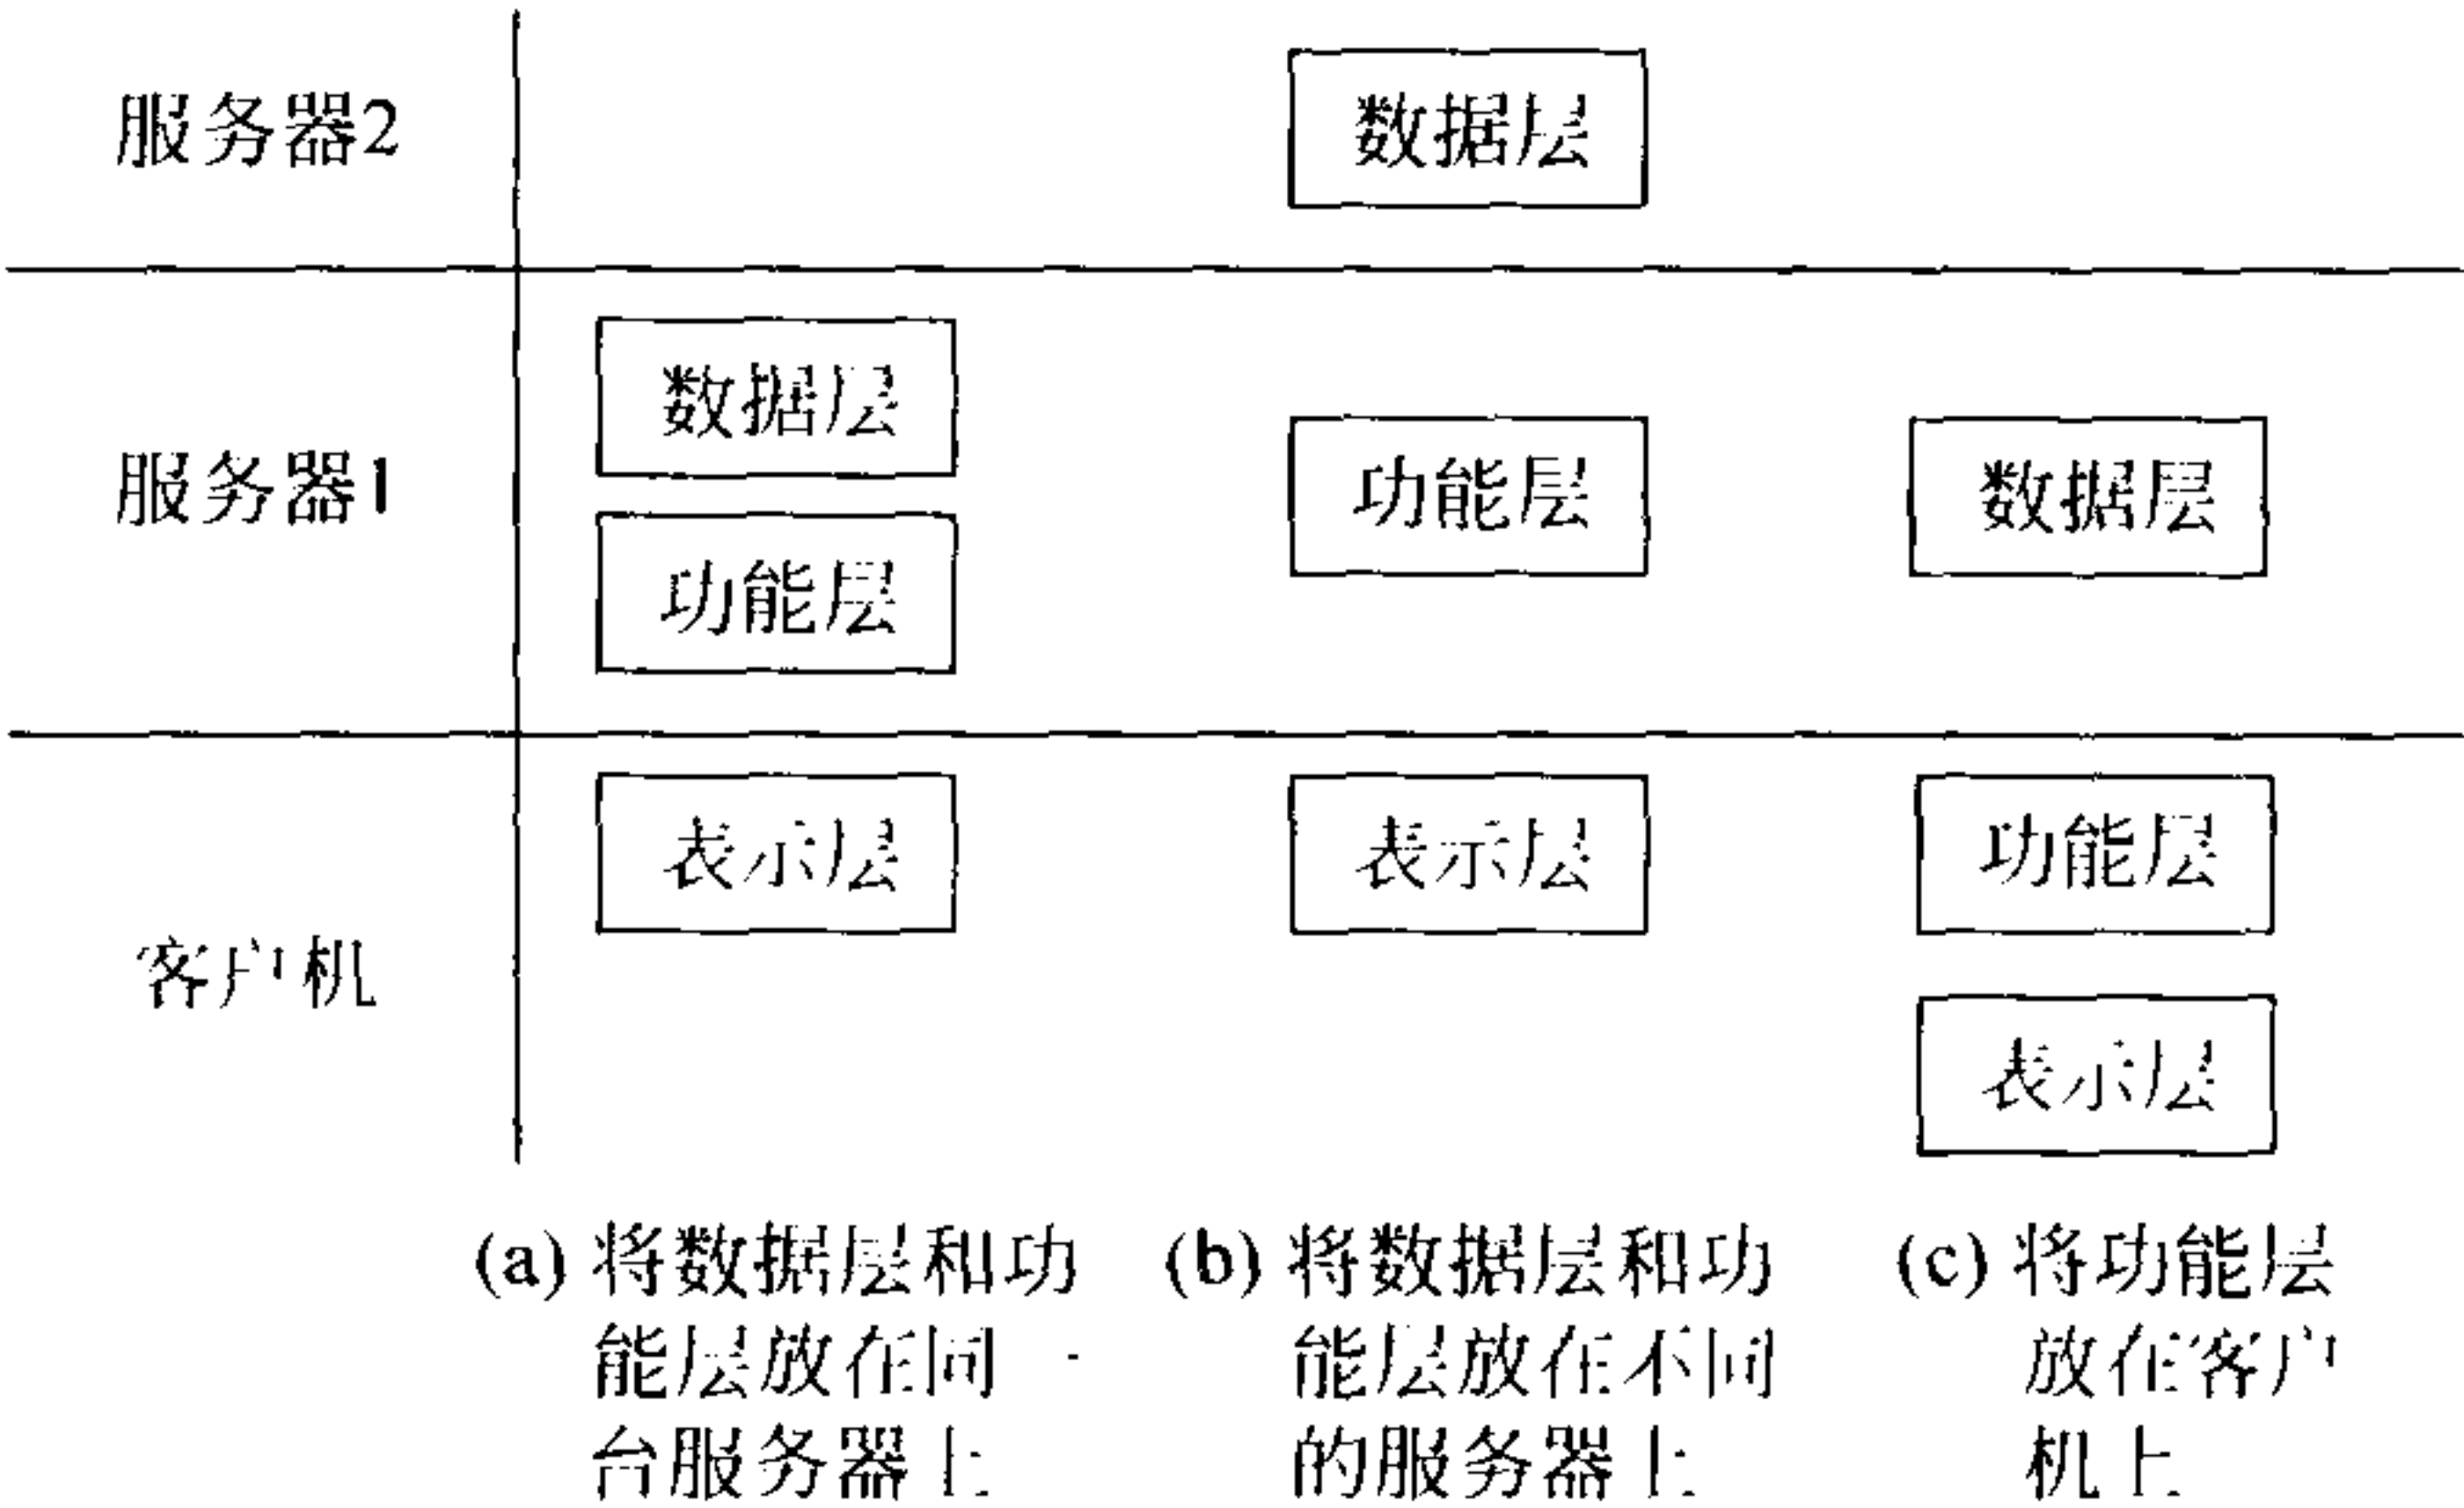 服务器2
数据层
服务器1
数据层
功能层
功能层
数据层
客户机
表示层
表示层
功能层
表示层
(a) 将数据层和功
能层放在同一
台服务器上
(b) 将数据层和功
能层放在不同
的服务器上
(c) 将功能层
放在客户
机上